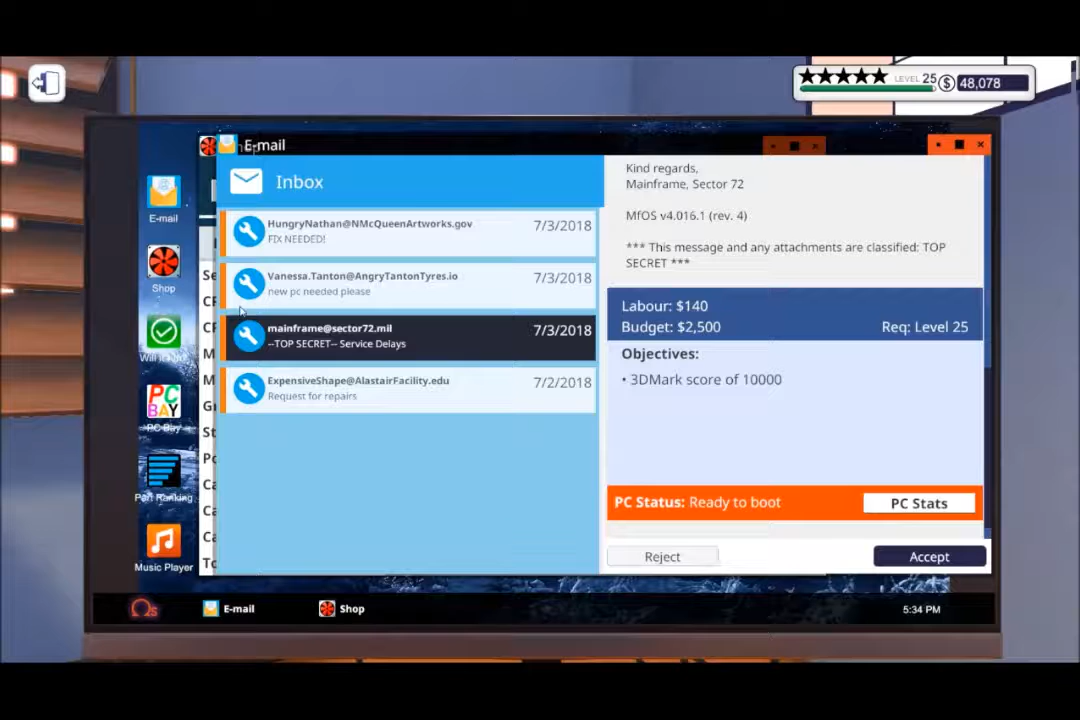 LEVEL 25 $ 48,078
E-mail
Inbox
HungryNathan@NMcQueenArtworks.gov 7/3/2018
FIX NEEDED!
Vanessa.Tanton@AngryTantonTyres.io 7/3/2018
new pc needed please
mainframe@sector72.mil 7/3/2018
--TOP SECRET-- Service Delays
ExpensiveShape@AlastairFacility.edu 7/2/2018
Request for repairs
Kind regards,
Mainframe, Sector 72
MfOS v4.016.1 (rev. 4)
*** This message and any attachments are classified: TOP
SECRET ***
Labour: $140
Budget: $2,500 Req: Level 25
Objectives:
• 3DMark score of 10000
PC Status: Ready to boot PC Stats
Reject Accept
E-mail
Shop
PC
BAY
PC Bay
Part Ranking
Music Player
Ωs E-mail Shop 5:34 PM